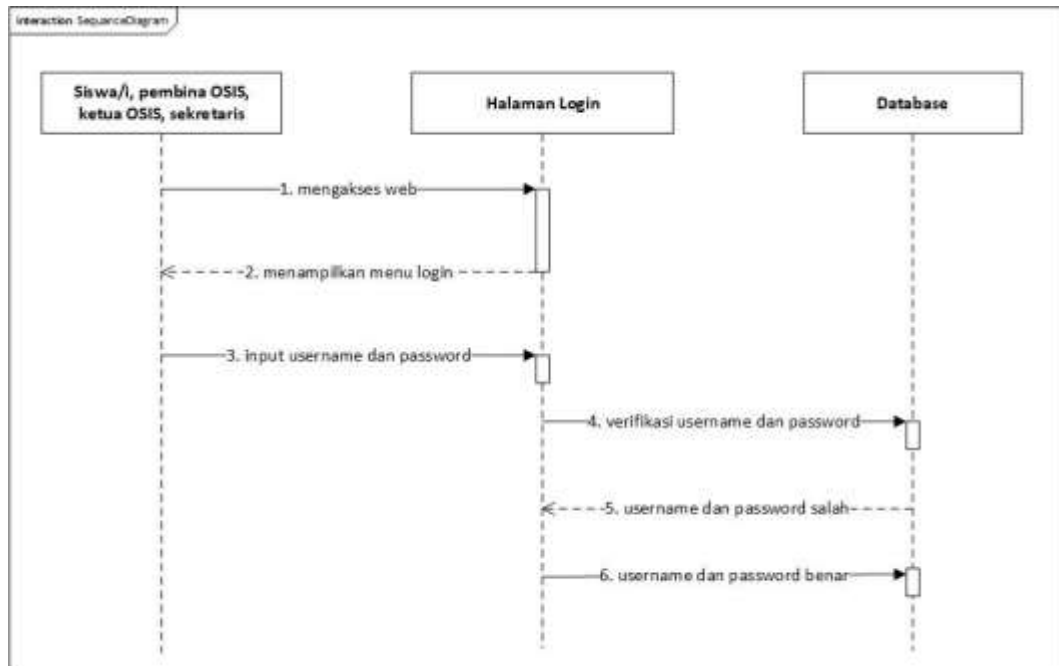 interaction SequenceDiagram
Siswa/i, pembina OSIS,
ketua OSIS, sekretaris
Halaman Login
Database
1. mengakses web
2. menampilkan menu login
3. input username dan password
4. verifikasi username dan password
5. username dan password salah
6. username dan password benar